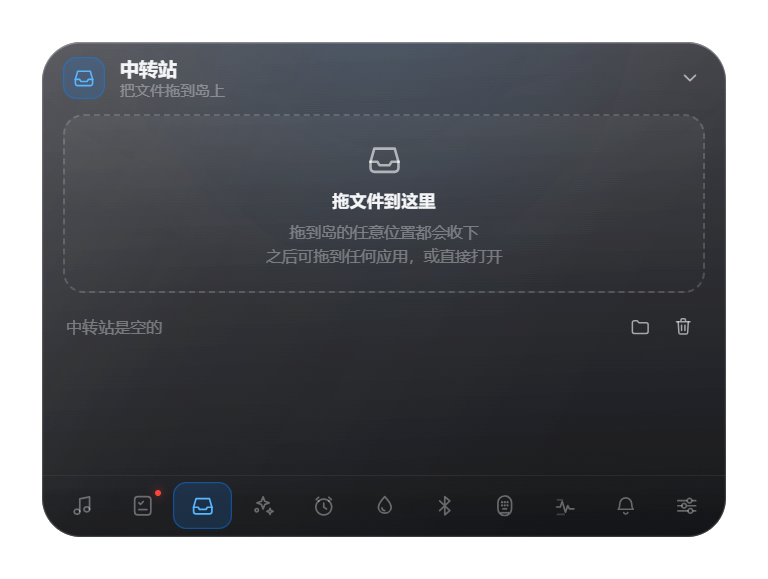 中转站
把文件拖到岛上
拖文件到这里
拖到岛的任意位置都会收下
之后可拖到任何应用，或直接打开
中转站是空的